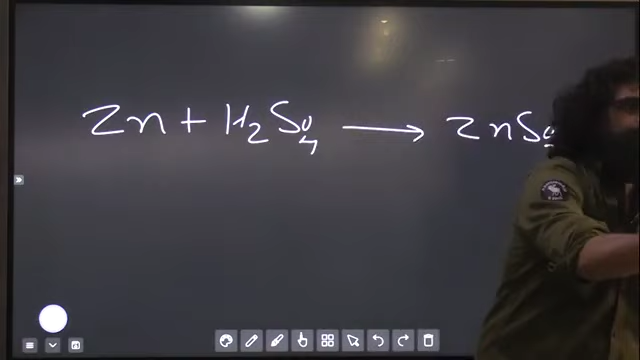 Zn + H₂SO₄ ⟶ ZnSO